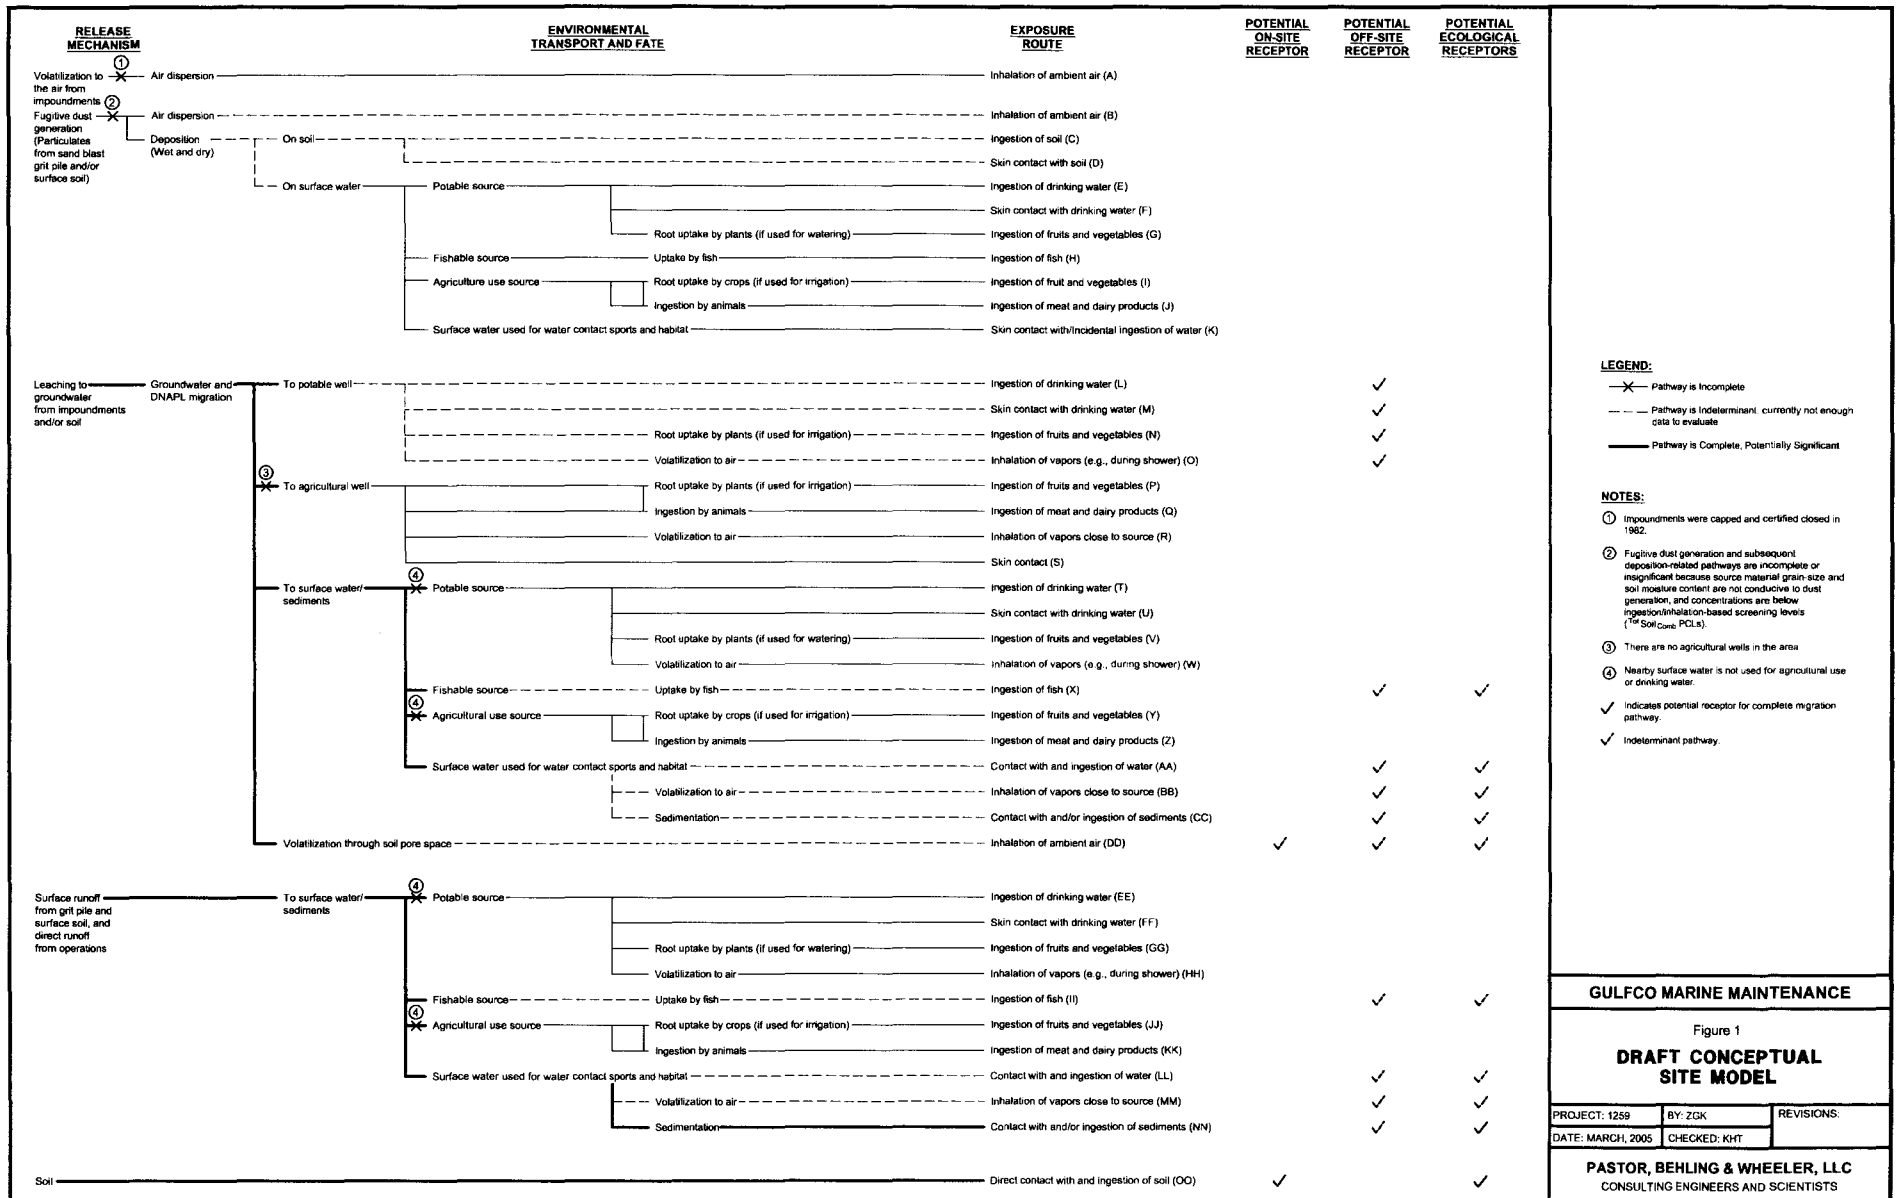 RELEASE
MECHANISM
ENVIRONMENTAL
TRANSPORT AND FATE
EXPOSURE
ROUTE
POTENTIAL
ON-SITE
RECEPTOR
POTENTIAL
OFF-SITE
RECEPTOR
POTENTIAL
ECOLOGICAL
RECEPTORS
1
Volatilization to
the air from
impoundments
Air dispersion
Inhalation of ambient air (A)
2
Fugitive dust
generation
(Particulates
from sand blast
grit pile and/or
surface soil)
Air dispersion
Inhalation of ambient air (B)
Deposition
(Wet and dry)
On soil
Ingestion of soil (C)
Skin contact with soil (D)
On surface water
Potable source
Ingestion of drinking water (E)
Skin contact with drinking water (F)
Root uptake by plants (if used for watering)
Ingestion of fruits and vegetables (G)
Fishable source
Uptake by fish
Ingestion of fish (H)
Agriculture use source
Root uptake by crops (if used for irrigation)
Ingestion of fruit and vegetables (I)
Ingestion by animals
Ingestion of meat and dairy products (J)
Surface water used for water contact sports and habitat
Skin contact with/Incidental ingestion of water (K)
Leaching to
groundwater
from impoundments
and/or soil
Groundwater and
DNAPL migration
To potable well
Ingestion of drinking water (L)
✓
Skin contact with drinking water (M)
✓
Root uptake by plants (if used for irrigation)
Ingestion of fruits and vegetables (N)
✓
Volatilization to air
Inhalation of vapors (e.g., during shower) (O)
✓
3
To agricultural well
Root uptake by plants (if used for irrigation)
Ingestion of fruits and vegetables (P)
Ingestion by animals
Ingestion of meat and dairy products (Q)
Volatilization to air
Inhalation of vapors close to source (R)
Skin contact (S)
To surface water/
sediments
4
Potable source
Ingestion of drinking water (T)
Skin contact with drinking water (U)
Root uptake by plants (if used for watering)
Ingestion of fruits and vegetables (V)
Volatilization to air
Inhalation of vapors (e.g., during shower) (W)
Fishable source
Uptake by fish
Ingestion of fish (X)
✓ ✓
4
Agricultural use source
Root uptake by crops (if used for irrigation)
Ingestion of fruits and vegetables (Y)
Ingestion by animals
Ingestion of meat and dairy products (Z)
Surface water used for water contact sports and habitat
Contact with and ingestion of water (AA)
✓ ✓
Volatilization to air
Inhalation of vapors close to source (BB)
✓ ✓
Sedimentation
Contact with and/or ingestion of sediments (CC)
✓ ✓
Volatilization through soil pore space
Inhalation of ambient air (DD)
✓ ✓ ✓
Surface runoff
from grit pile and
surface soil, and
direct runoff
from operations
To surface water/
sediments
4
Potable source
Ingestion of drinking water (EE)
Skin contact with drinking water (FF)
Root uptake by plants (if used for watering)
Ingestion of fruits and vegetables (GG)
Volatilization to air
Inhalation of vapors (e.g., during shower) (HH)
Fishable source
Uptake by fish
Ingestion of fish (II)
✓ ✓
4
Agricultural use source
Root uptake by crops (if used for irrigation)
Ingestion of fruits and vegetables (JJ)
Ingestion by animals
Ingestion of meat and dairy products (KK)
Surface water used for water contact sports and habitat
Contact with and ingestion of water (LL)
✓ ✓
Volatilization to air
Inhalation of vapors close to source (MM)
✓ ✓
Sedimentation
Contact with and/or ingestion of sediments (NN)
✓ ✓
Soil
Direct contact with and ingestion of soil (OO)
✓ ✓
LEGEND:
Pathway is Incomplete
Pathway is Indeterminant, currently not enough
data to evaluate
Pathway is Complete, Potentially Significant
NOTES:
1 Impoundments were capped and certified closed in
1982.
2 Fugitive dust generation and subsequent
deposition-related pathways are incomplete or
insignificant because source material grain-size and
soil moisture content are not conducive to dust
generation, and concentrations are below
ingestion/inhalation-based screening levels
(TotSoilComb PCLs).
3 There are no agricultural wells in the area
4 Nearby surface water is not used for agricultural use
or drinking water.
✓ Indicates potential receptor for complete migration
pathway.
✓ Indeterminant pathway.
GULFCO MARINE MAINTENANCE
Figure 1
DRAFT CONCEPTUAL
SITE MODEL
PROJECT: 1259
BY: ZGK
REVISIONS:
DATE: MARCH, 2005
CHECKED: KHT
PASTOR, BEHLING & WHEELER, LLC
CONSULTING ENGINEERS AND SCIENTISTS